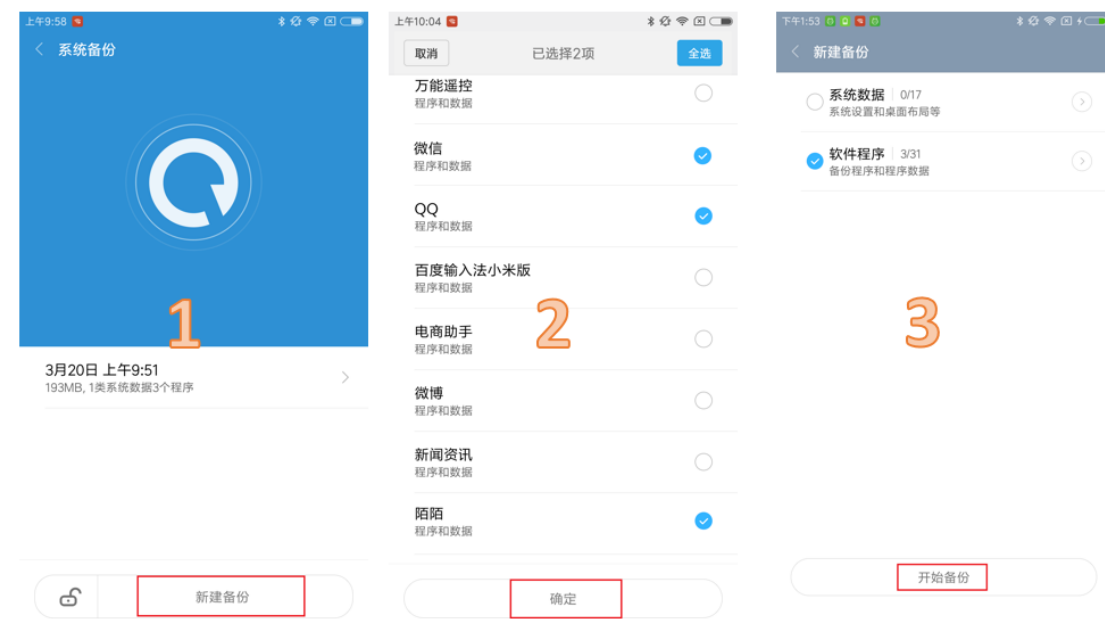 上午9:58
系统备份
1
3月20日 上午9:51
193MB, 1类系统数据3个程序
新建备份
上午10:04
取消
已选择2项
全选
万能遥控
程序和数据
微信
程序和数据
QQ
程序和数据
百度输入法小米版
程序和数据
2
电商助手
程序和数据
微博
程序和数据
新闻资讯
程序和数据
陌陌
程序和数据
确定
下午1:53
新建备份
系统数据 0/17
系统设置和桌面布局等
软件程序 3/31
备份程序和程序数据
3
开始备份